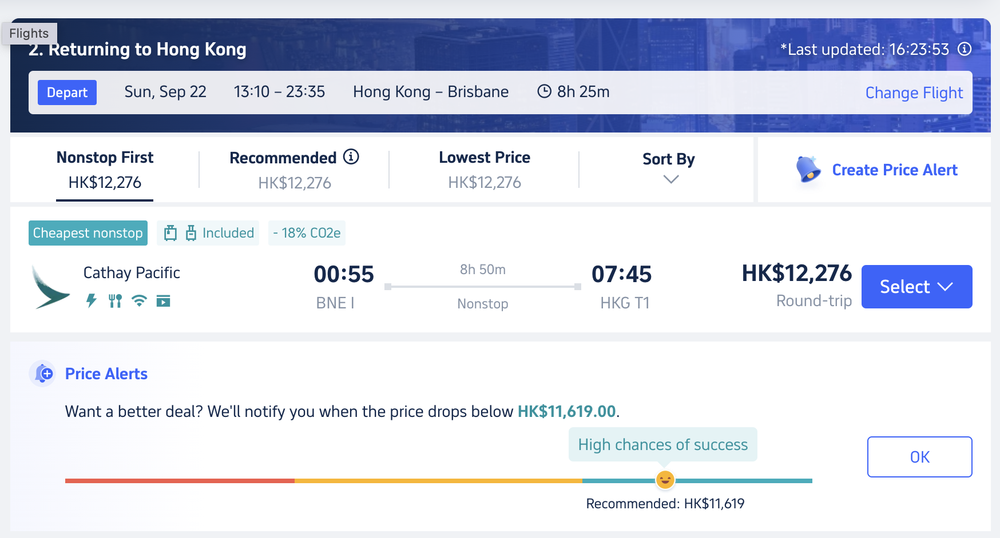 Flights
2. Returning to Hong Kong
*Last updated: 16:23:53
Depart Sun, Sep 22 13:10 – 23:35 Hong Kong – Brisbane 8h 25m Change Flight
Nonstop First
HK$12,276
Recommended
HK$12,276
Lowest Price
HK$12,276
Sort By
Create Price Alert
Cheapest nonstop
Included
- 18% CO2e
Cathay Pacific
00:55
BNE I
8h 50m
Nonstop
07:45
HKG T1
HK$12,276
Round-trip
Select
Price Alerts
Want a better deal? We'll notify you when the price drops below HK$11,619.00.
High chances of success
OK
Recommended: HK$11,619